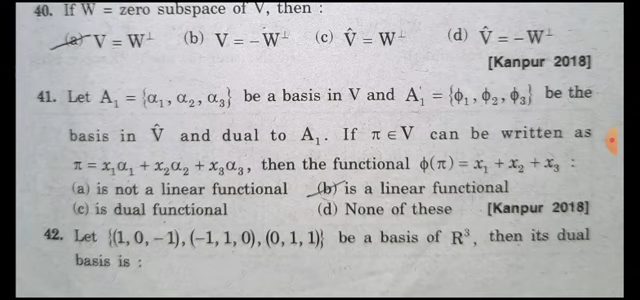 40. If W = zero subspace of V, then :
(a) V = W⊥ (b) V = – W⊥ (c) V̂ = W⊥ (d) V̂ = – W⊥
[Kanpur 2018]
41. Let A₁ = {α₁, α₂, α₃} be a basis in V and A₁′ = {ϕ₁, ϕ₂, ϕ₃} be the
basis in V̂ and dual to A₁. If π ∈ V can be written as
π = x₁α₁ + x₂α₂ + x₃α₃, then the functional ϕ(π) = x₁ + x₂ + x₃ :
(a) is not a linear functional (b) is a linear functional
(c) is dual functional (d) None of these [Kanpur 2018]
42. Let {(1, 0, – 1), (–1, 1, 0), (0, 1, 1)} be a basis of R³, then its dual
basis is :